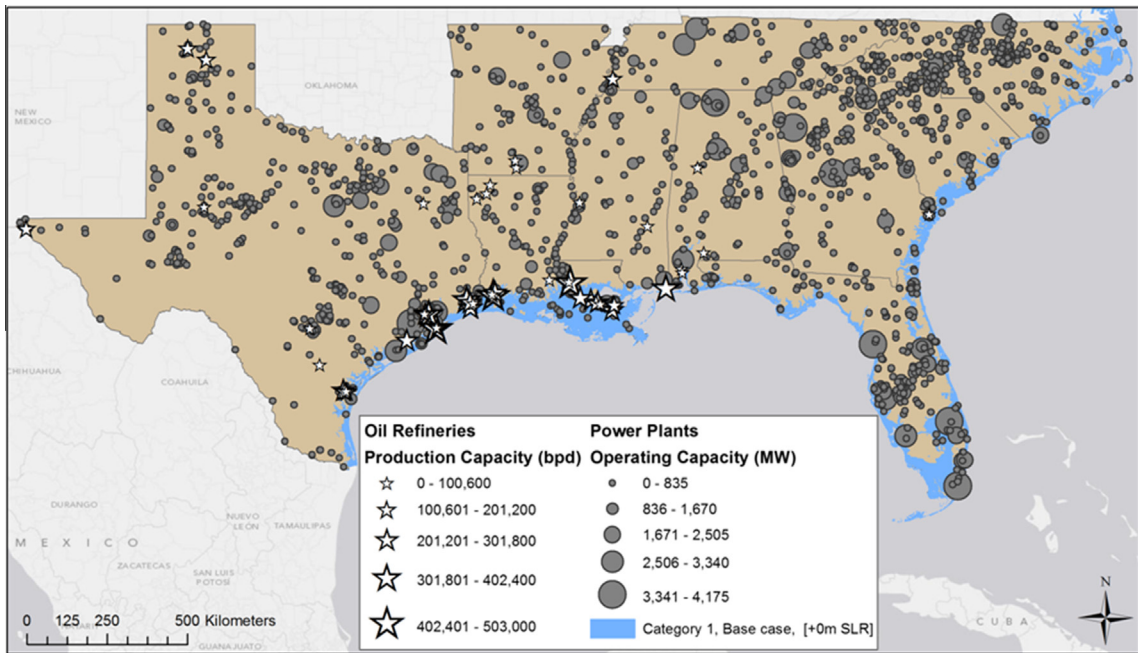 OKLAHOMA
NEW
MEXICO
CHIHUAHUA
COAHUILA
DURANGO
NUEVO
LEÓN
TAMAULIPAS
MEXICO
ZACATECAS
SAN LUIS
POTOSÍ
GUANAJUATO
CUBA
Oil Refineries
Production Capacity (bpd)
0 - 100,600
100,601 - 201,200
201,201 - 301,800
301,801 - 402,400
402,401 - 503,000
Power Plants
Operating Capacity (MW)
0 - 835
836 - 1,670
1,671 - 2,505
2,506 - 3,340
3,341 - 4,175
Category 1, Base case, [+0m SLR]
0 125 250 500 Kilometers
N